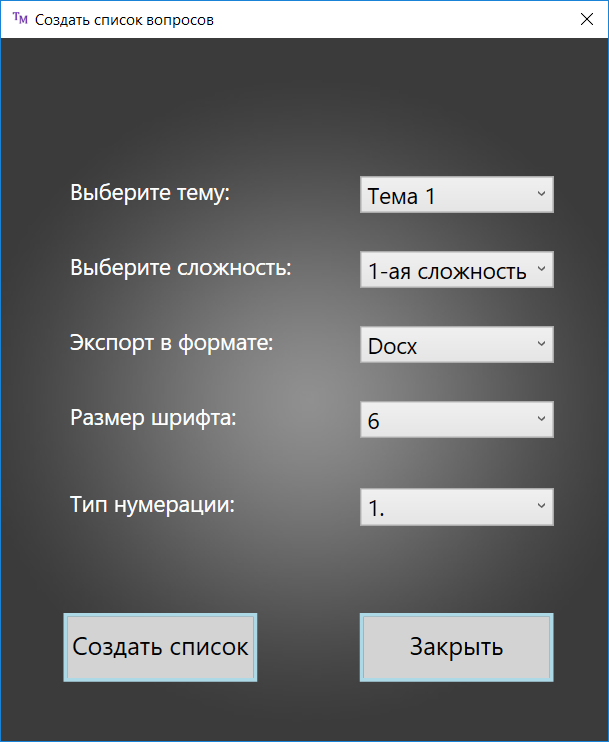 TM Создать список вопросов
Выберите тему: Тема 1
Выберите сложность: 1-ая сложность
Экспорт в формате: Docx
Размер шрифта: 6
Тип нумерации: 1.
Создать список Закрыть